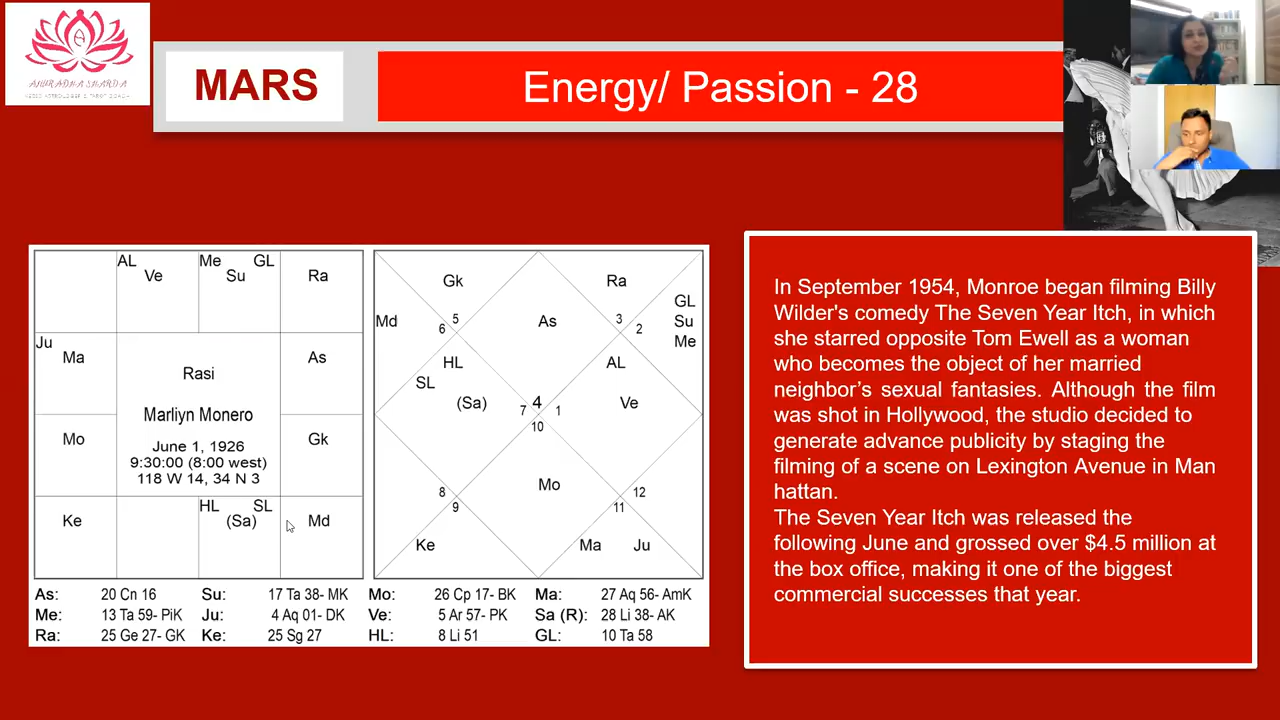 ANURADHA SHARDA
MARS
Energy/ Passion - 28
AL
Ve
Me GL
Su
Ra
Ju
Ma
As
Rasi
Marliyn Monero
June 1, 1926
9:30:00 (8:00 west)
118 W 14, 34 N 3
Mo
Gk
Ke
HL SL
(Sa)
Md
Gk
Ra
GL
Su
Me
Md
As
5
6
3
2
HL
SL
(Sa)
AL
Ve
4
7
1
10
Mo
8
9
12
11
Ke
Ma Ju
As: 20 Cn 16 Su: 17 Ta 38- MK Mo: 26 Cp 17- BK Ma: 27 Aq 56- AmK
Me: 13 Ta 59- PiK Ju: 4 Aq 01- DK Ve: 5 Ar 57- PK Sa (R): 28 Li 38- AK
Ra: 25 Ge 27- GK Ke: 25 Sg 27 HL: 8 Li 51 GL: 10 Ta 58
In September 1954, Monroe began filming Billy
Wilder's comedy The Seven Year Itch, in which
she starred opposite Tom Ewell as a woman
who becomes the object of her married
neighbor’s sexual fantasies. Although the film
was shot in Hollywood, the studio decided to
generate advance publicity by staging the
filming of a scene on Lexington Avenue in Man
hattan.
The Seven Year Itch was released the
following June and grossed over $4.5 million at
the box office, making it one of the biggest
commercial successes that year.